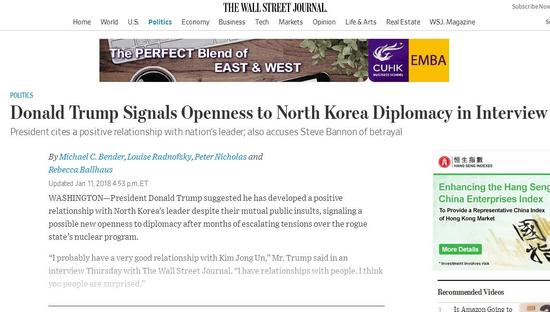 THE WALL STREET JOURNAL.
Subscribe Now
Home World U.S. Politics Economy Business Tech Markets Opinion Life & Arts Real Estate WSJ. Magazine
The PERFECT Blend of
EAST & WEST
CUHK
BUSINESS SCHOOL
EMBA
POLITICS
Donald Trump Signals Openness to North Korea Diplomacy in Interview
President cites a positive relationship with nation's leader; also accuses Steve Bannon of betrayal
By Michael C. Bender, Louise Radnofsky, Peter Nicholas and
Rebecca Ballhaus
Updated Jan. 11, 2018 4:53 p.m. ET
WASHINGTON—President Donald Trump suggested he has developed a positive
relationship with North Korea's leader despite their mutual public insults, signaling a
possible new openness to diplomacy after months of escalating tensions over the rogue
state's nuclear program.
“I probably have a very good relationship with Kim Jong Un,” Mr. Trump said in an
interview Thursday with The Wall Street Journal. “I have relationships with people. I think
you people are surprised.”
恒生指數
HANG SENG INDEXES
Enhancing the Hang Seng
China Enterprises Index
To Provide a Representative China Index
of Hong Kong Market
More Details
*Investment involves risk
Recommended Videos
1 Is Amazon Going to